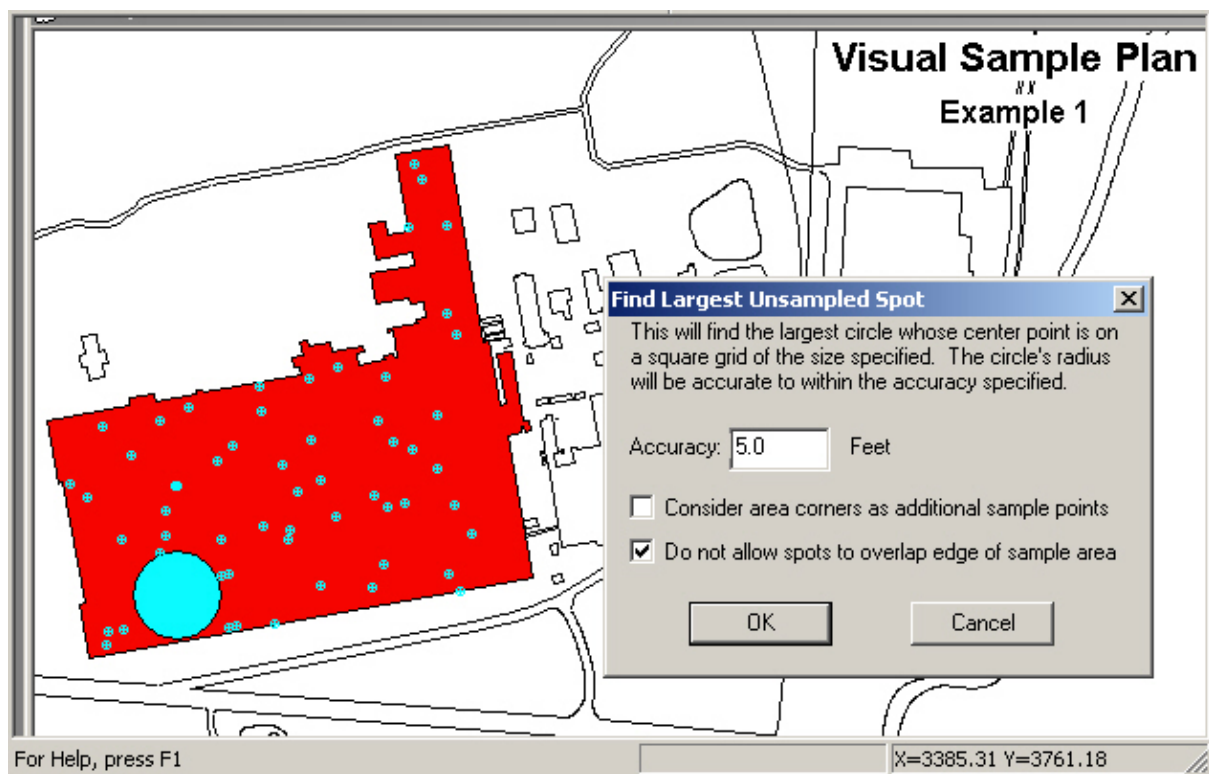 Visual Sample Plan
Example 1
Find Largest Unsampled Spot
This will find the largest circle whose center point is on
a square grid of the size specified. The circle's radius
will be accurate to within the accuracy specified.
Accuracy: 5.0 Feet
Consider area corners as additional sample points
Do not allow spots to overlap edge of sample area
OK Cancel
For Help, press F1 X=3385.31 Y=3761.18